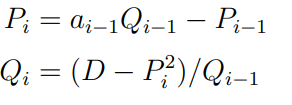 P_i = a_{i−1}Q_{i−1} − P_{i−1}
Q_i = (D − P_i^2)/Q_{i−1}